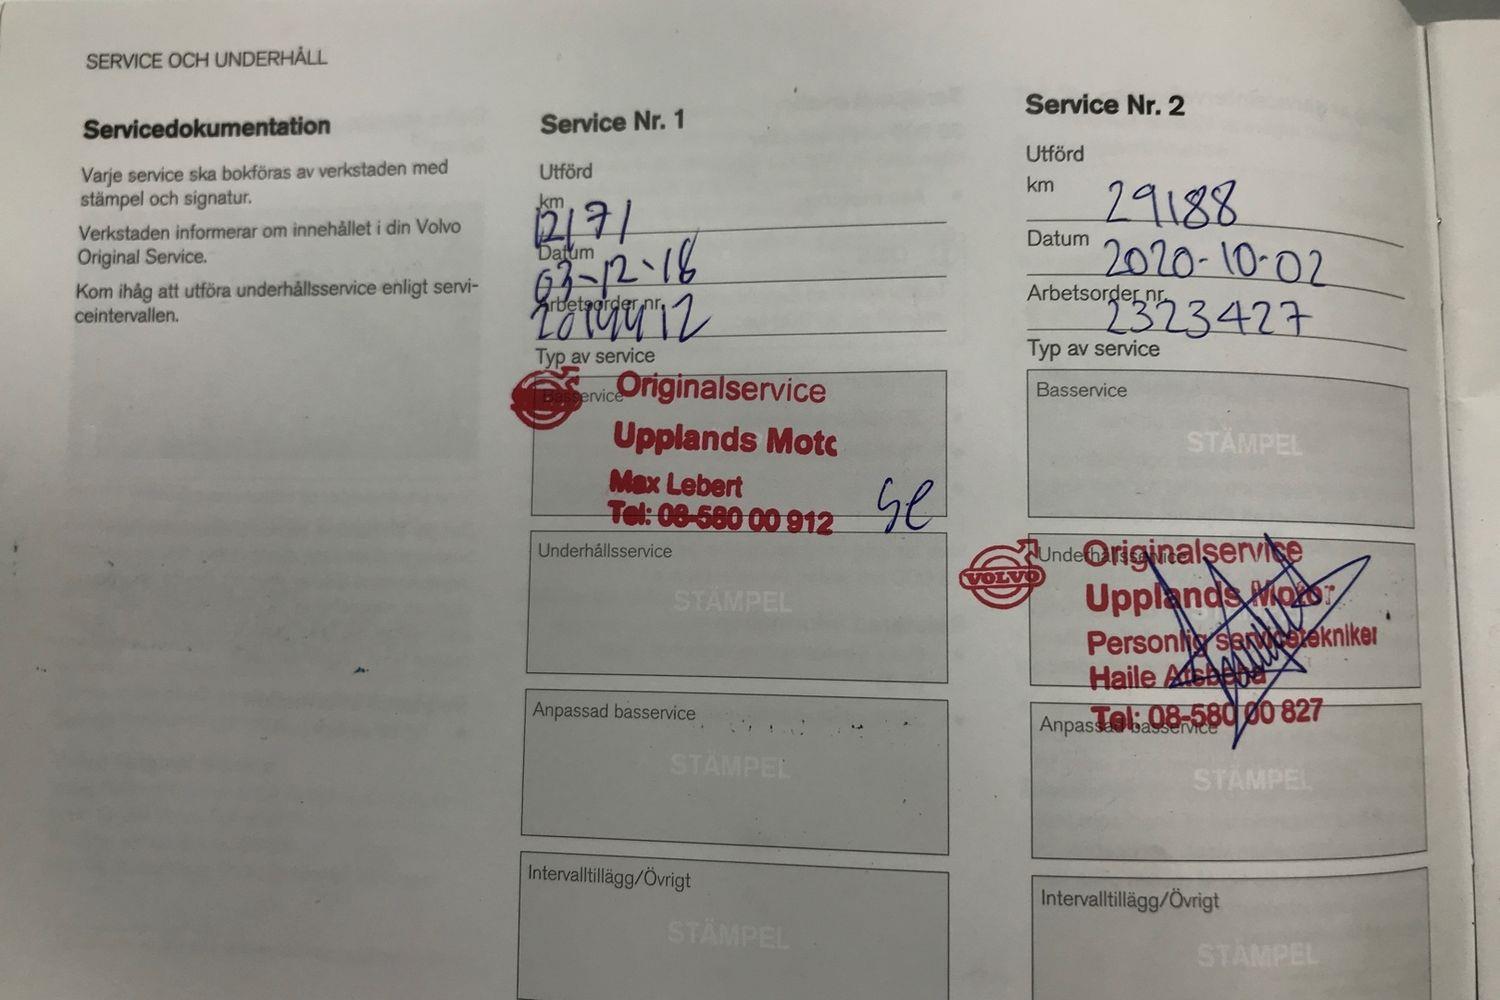 SERVICE OCH UNDERHÅLL
Servicedokumentation
Varje service ska bokföras av verkstaden med
stämpel och signatur.
Verkstaden informerar om innehållet i din Volvo
Original Service.
Kom ihåg att utföra underhållsservice enligt servi-
ceintervallen.
Service Nr. 1
Utförd
km
12171
Datum
03-12-18
Arbetsorder nr.
Typ av service
Basservice
Originalservice
Upplands Moto
Max Lebert
Tel: 08-580 00 912
Underhållsservice
STÄMPEL
Anpassad basservice
STÄMPEL
Intervalltillägg/Övrigt
STÄMPEL
Service Nr. 2
Utförd
km 29188
Datum 2020-10-02
Arbetsorder nr.
2323427
Typ av service
Basservice
STÄMPEL
Underhållsservice
VOLVO
Originalservice
Upplands Motor
Personlig servicetekniker
Haile
Tel: 08-580 00 827
Anpassad basservice
STÄMPEL
Intervalltillägg/Övrigt
STÄMPEL